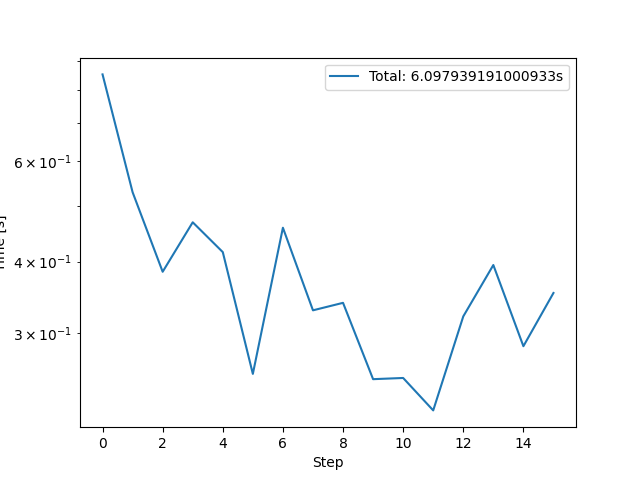 Total: 6.097939191000933s
6 × 10⁻¹
4 × 10⁻¹
3 × 10⁻¹
Time [s]
0 2 4 6 8 10 12 14
Step